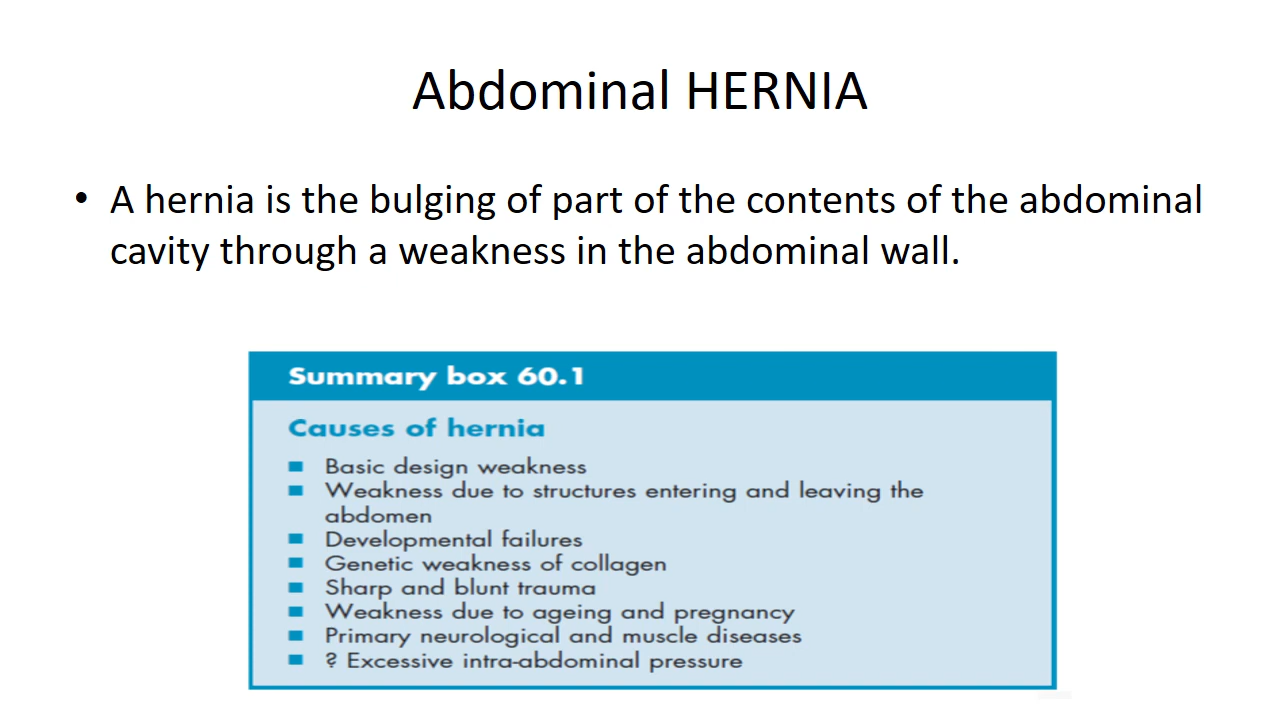 Abdominal HERNIA
• A hernia is the bulging of part of the contents of the abdominal
cavity through a weakness in the abdominal wall.
Summary box 60.1
Causes of hernia
■ Basic design weakness
■ Weakness due to structures entering and leaving the
abdomen
■ Developmental failures
■ Genetic weakness of collagen
■ Sharp and blunt trauma
■ Weakness due to ageing and pregnancy
■ Primary neurological and muscle diseases
■ ? Excessive intra-abdominal pressure